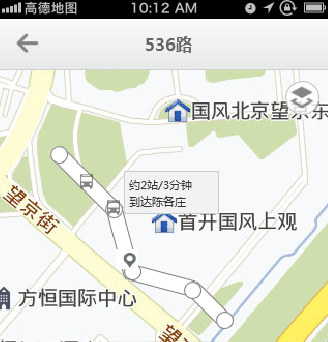 高德地图 10:12 AM
536路
国风北京望京东
约2站/3分钟
到达陈各庄
望京街
首开国风上观
方恒国际中心